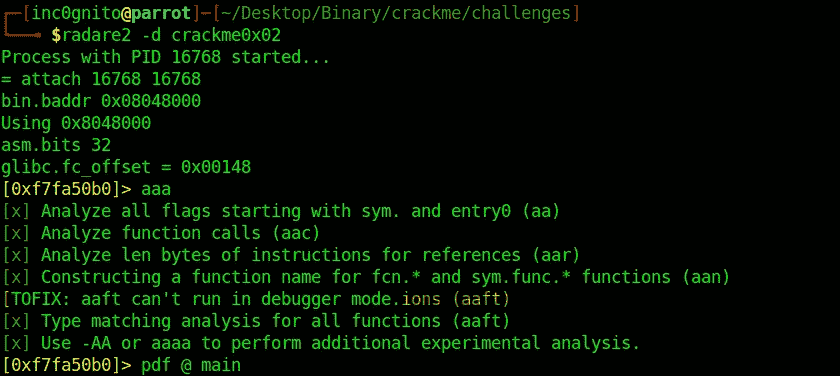 ┌─[inc0gnito@parrot]─[~/Desktop/Binary/crackme/challenges]
└──╼ $radare2 -d crackme0x02
Process with PID 16768 started...
= attach 16768 16768
bin.baddr 0x08048000
Using 0x8048000
asm.bits 32
glibc.fc_offset = 0x00148
[0xf7fa50b0]> aaa
[x] Analyze all flags starting with sym. and entry0 (aa)
[x] Analyze function calls (aac)
[x] Analyze len bytes of instructions for references (aar)
[x] Constructing a function name for fcn.* and sym.func.* functions (aan)
[TOFIX: aaft can't run in debugger mode.ions (aaft)
[x] Type matching analysis for all functions (aaft)
[x] Use -AA or aaaa to perform additional experimental analysis.
[0xf7fa50b0]> pdf @ main